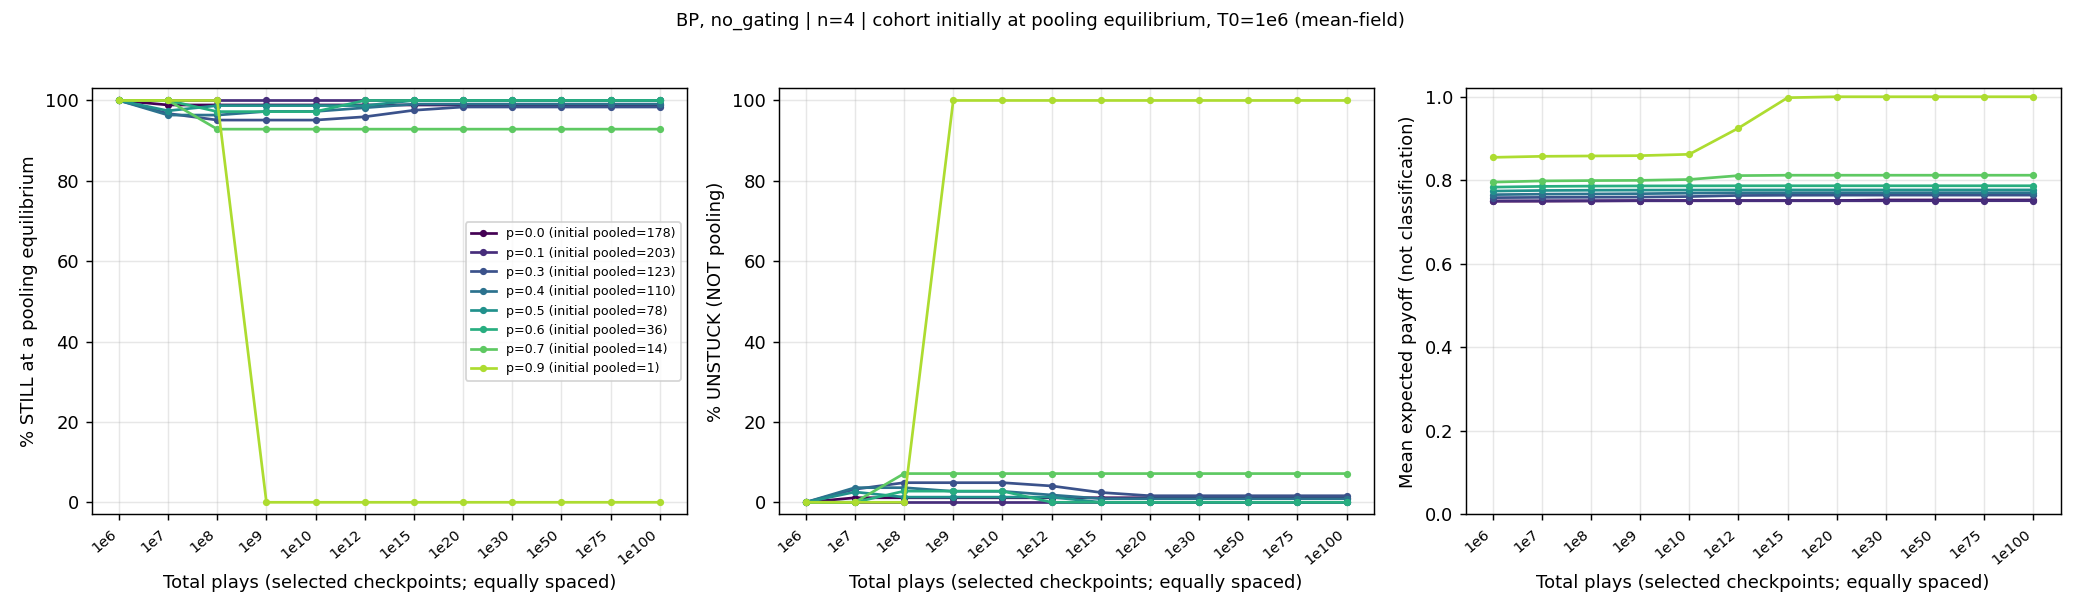 BP, no_gating | n=4 | cohort initially at pooling equilibrium, T0=1e6 (mean-field)
% STILL at a pooling equilibrium
100
80
60
40
20
0
p=0.0 (initial pooled=178)
p=0.1 (initial pooled=203)
p=0.3 (initial pooled=123)
p=0.4 (initial pooled=110)
p=0.5 (initial pooled=78)
p=0.6 (initial pooled=36)
p=0.7 (initial pooled=14)
p=0.9 (initial pooled=1)
1e6 1e7 1e8 1e9 1e10 1e12 1e15 1e20 1e30 1e50 1e75 1e100
Total plays (selected checkpoints; equally spaced)
% UNSTUCK (NOT pooling)
100
80
60
40
20
0
1e6 1e7 1e8 1e9 1e10 1e12 1e15 1e20 1e30 1e50 1e75 1e100
Total plays (selected checkpoints; equally spaced)
Mean expected payoff (not classification)
1.0
0.8
0.6
0.4
0.2
0.0
1e6 1e7 1e8 1e9 1e10 1e12 1e15 1e20 1e30 1e50 1e75 1e100
Total plays (selected checkpoints; equally spaced)